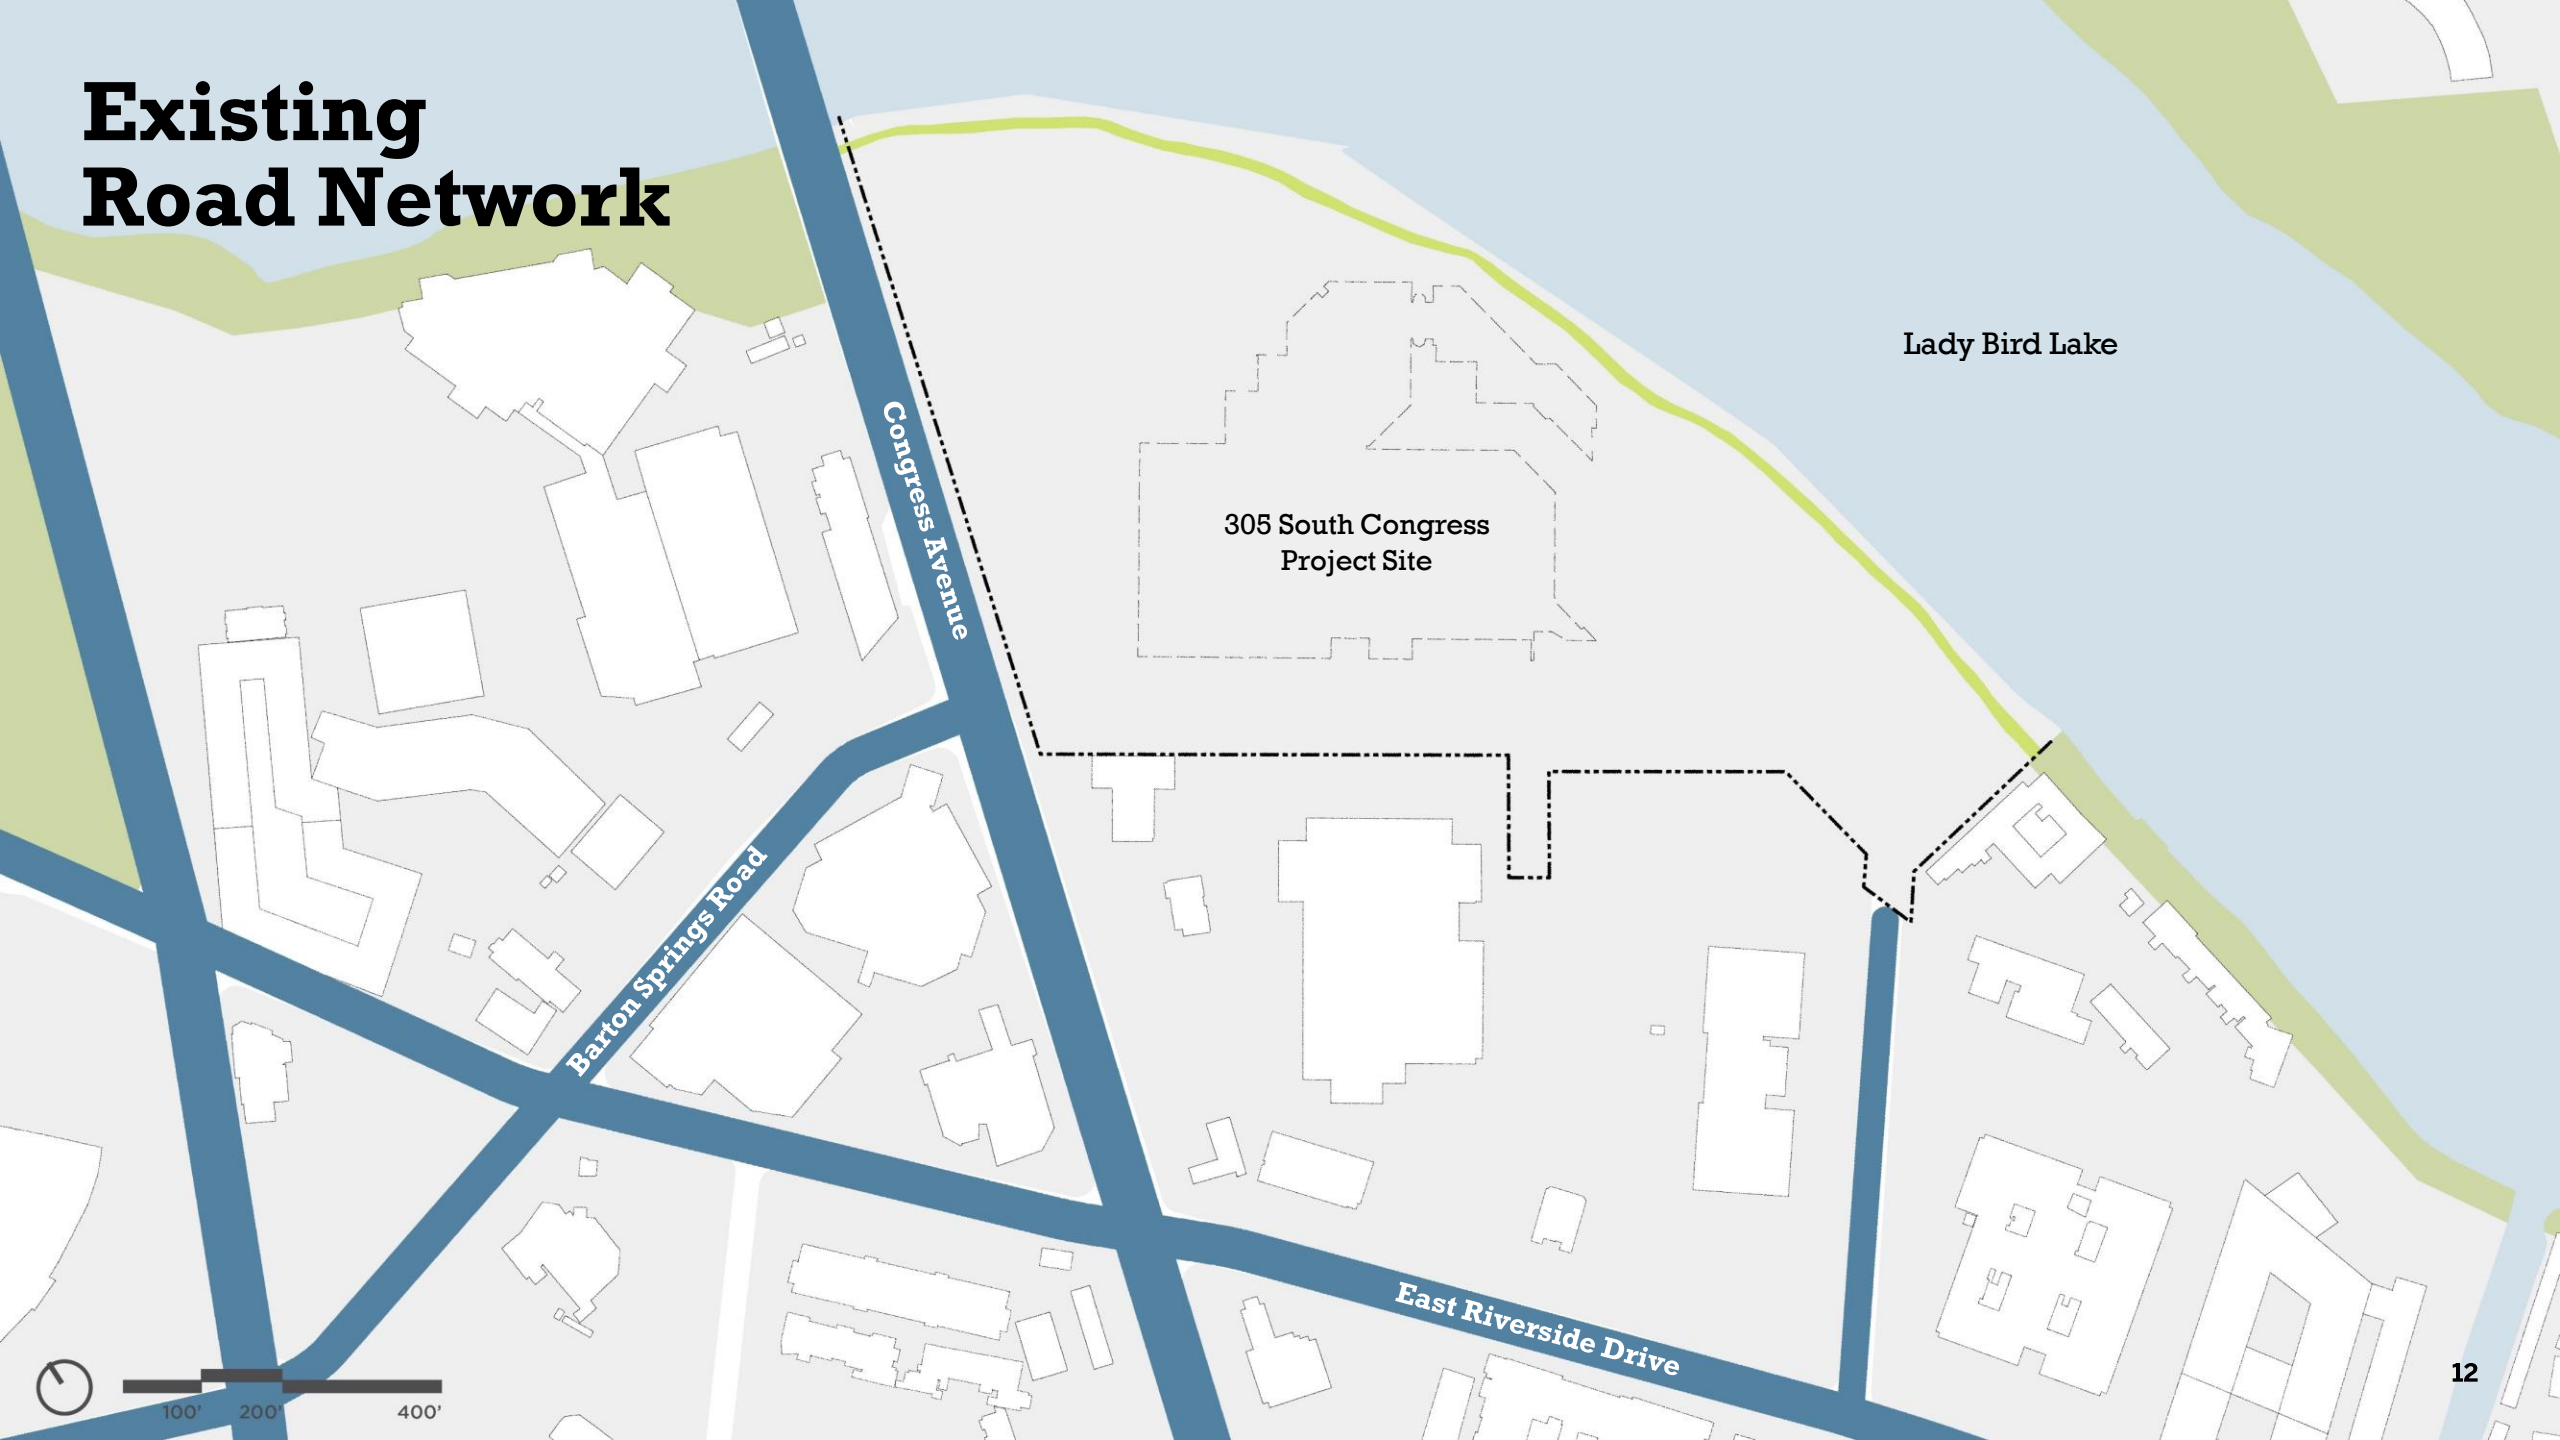 Existing
Road Network
Lady Bird Lake
Congress Avenue
305 South Congress
Project Site
Barton Springs Road
East Riverside Drive
100' 200' 400'
12